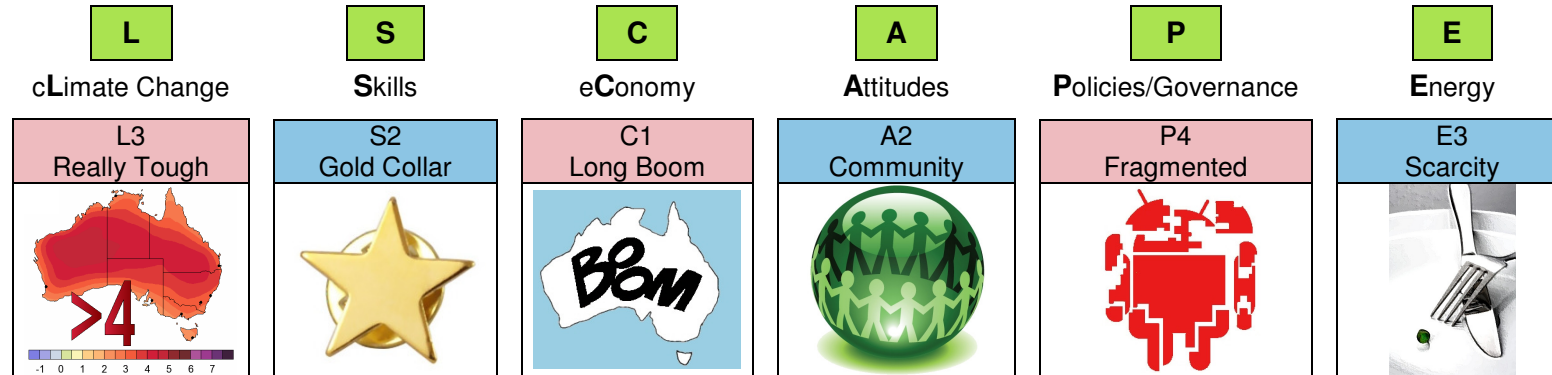 L S C A P E
cLimate Change Skills eConomy Attitudes Policies/Governance Energy
L3 S2 C1 A2 P4 E3
Really Tough Gold Collar Long Boom Community Fragmented Scarcity
BOOM
>4
-1 0 1 2 3 4 5 6 7